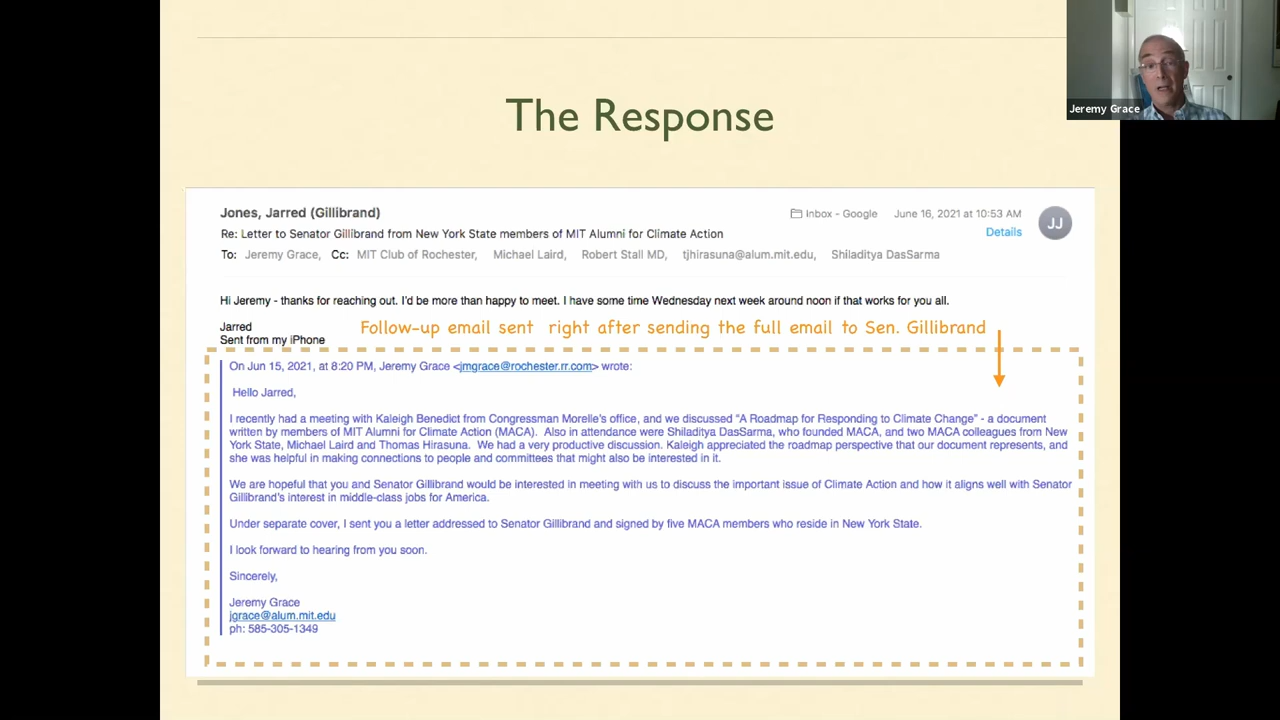 The Response
Jeremy Grace
Jones, Jarred (Gillibrand)
Inbox - Google June 16, 2021 at 10:53 AM
JJ
Re: Letter to Senator Gillibrand from New York State members of MIT Alumni for Climate Action
Details
To: Jeremy Grace, Cc: MIT Club of Rochester, Michael Laird, Robert Stall MD, tjhirasuna@alum.mit.edu, Shiladitya DasSarma
Hi Jeremy - thanks for reaching out. I'd be more than happy to meet. I have some time Wednesday next week around noon if that works for you all.
Jarred
Sent from my iPhone
Follow-up email sent right after sending the full email to Sen. Gillibrand
On Jun 15, 2021, at 8:20 PM, Jeremy Grace <jmgrace@rochester.rr.com> wrote:
Hello Jarred,
I recently had a meeting with Kaleigh Benedict from Congressman Morelle's office, and we discussed "A Roadmap for Responding to Climate Change" - a document
written by members of MIT Alumni for Climate Action (MACA). Also in attendance were Shiladitya DasSarma, who founded MACA, and two MACA colleagues from New
York State, Michael Laird and Thomas Hirasuna. We had a very productive discussion. Kaleigh appreciated the roadmap perspective that our document represents, and
she was helpful in making connections to people and committees that might also be interested in it.
We are hopeful that you and Senator Gillibrand would be interested in meeting with us to discuss the important issue of Climate Action and how it aligns well with Senator
Gillibrand's interest in middle-class jobs for America.
Under separate cover, I sent you a letter addressed to Senator Gillibrand and signed by five MACA members who reside in New York State.
I look forward to hearing from you soon.
Sincerely,
Jeremy Grace
jgrace@alum.mit.edu
ph: 585-305-1349